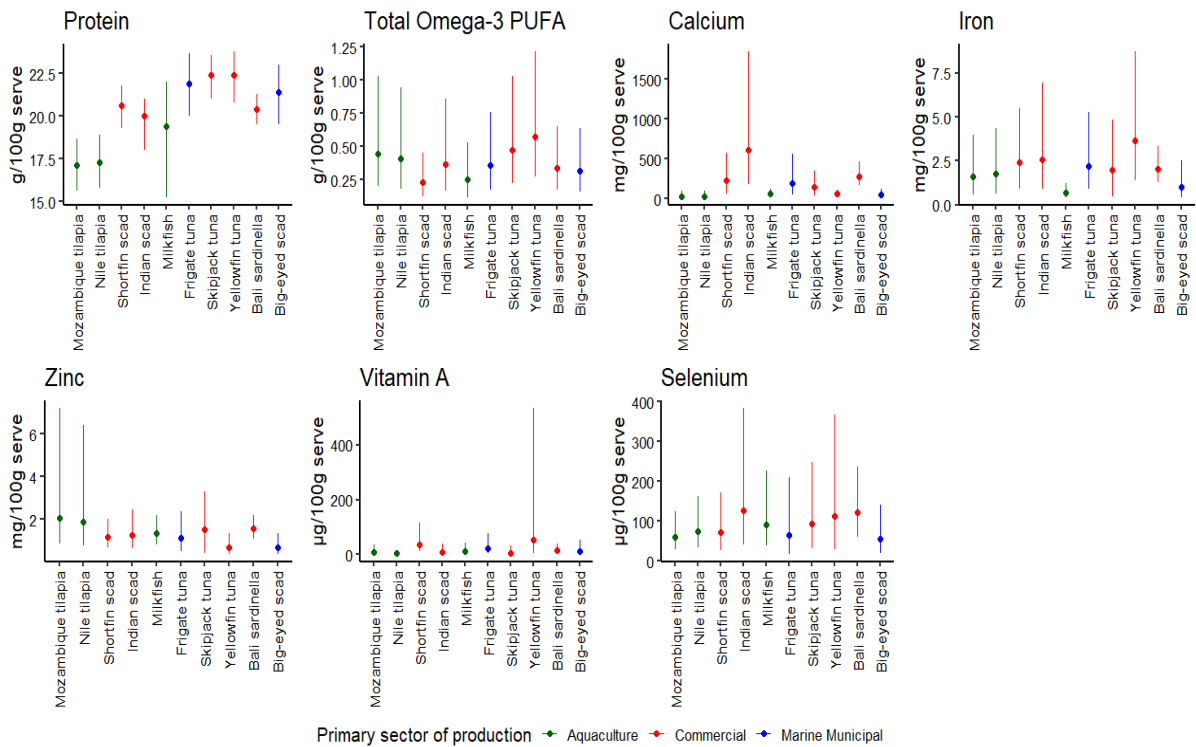 Protein
Total Omega-3 PUFA
Calcium
Iron
g/100g serve
22.5
20.0
17.5
15.0
Mozambique tilapia
Nile tilapia
Shortfin scad
Indian scad
Milkfish
Frigate tuna
Skipjack tuna
Yellowfin tuna
Bali sardinella
Big-eyed scad
g/100g serve
1.25
1.00
0.75
0.50
0.25
Mozambique tilapia
Nile tilapia
Shortfin scad
Indian scad
Milkfish
Frigate tuna
Skipjack tuna
Yellowfin tuna
Bali sardinella
Big-eyed scad
mg/100g serve
1500
1000
500
0
Mozambique tilapia
Nile tilapia
Shortfin scad
Indian scad
Milkfish
Frigate tuna
Skipjack tuna
Yellowfin tuna
Bali sardinella
Big-eyed scad
mg/100g serve
7.5
5.0
2.5
0.0
Mozambique tilapia
Nile tilapia
Shortfin scad
Indian scad
Milkfish
Frigate tuna
Skipjack tuna
Yellowfin tuna
Bali sardinella
Big-eyed scad
Zinc
Vitamin A
Selenium
mg/100g serve
6
4
2
Mozambique tilapia
Nile tilapia
Shortfin scad
Indian scad
Milkfish
Frigate tuna
Skipjack tuna
Yellowfin tuna
Bali sardinella
Big-eyed scad
µg/100g serve
400
200
0
Mozambique tilapia
Nile tilapia
Shortfin scad
Indian scad
Milkfish
Frigate tuna
Skipjack tuna
Yellowfin tuna
Bali sardinella
Big-eyed scad
µg/100g serve
400
300
200
100
0
Mozambique tilapia
Nile tilapia
Shortfin scad
Indian scad
Milkfish
Frigate tuna
Skipjack tuna
Yellowfin tuna
Bali sardinella
Big-eyed scad
Primary sector of production Aquaculture Commercial Marine Municipal